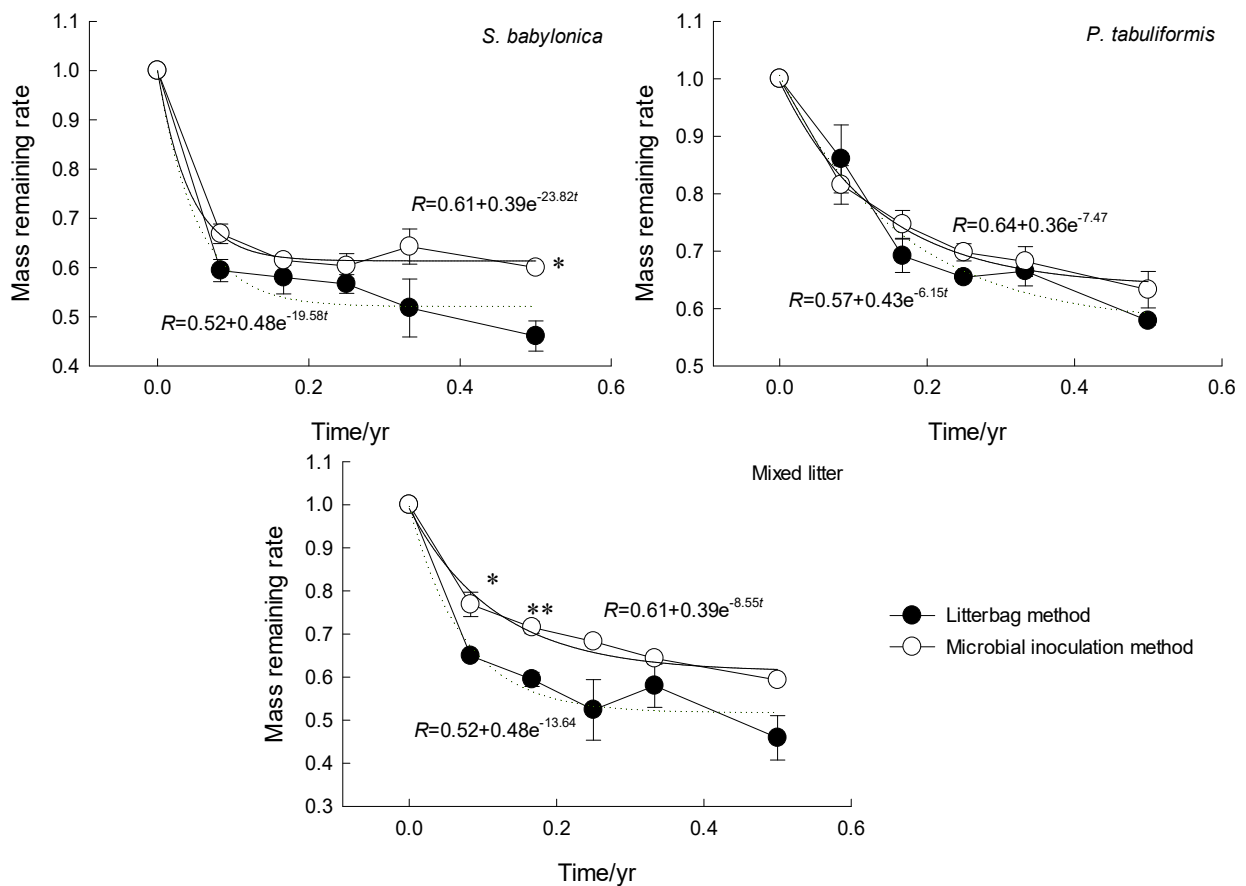 S. babylonica
Mass remaining rate
1.1
1.0
0.9
0.8
0.7
0.6
0.5
0.4
R=0.61+0.39e-23.82t
*
R=0.52+0.48e-19.58t
0.0 0.2 0.4 0.6
Time/yr
P. tabuliformis
Mass remaining rate
1.1
1.0
0.9
0.8
0.7
0.6
0.5
R=0.64+0.36e-7.47
R=0.57+0.43e-6.15t
0.0 0.2 0.4 0.6
Time/yr
Mixed litter
Mass remaining rate
1.1
1.0
0.9
0.8
0.7
0.6
0.5
0.4
0.3
*
**
R=0.61+0.39e-8.55t
R=0.52+0.48e-13.64
0.0 0.2 0.4 0.6
Time/yr
Litterbag method
Microbial inoculation method